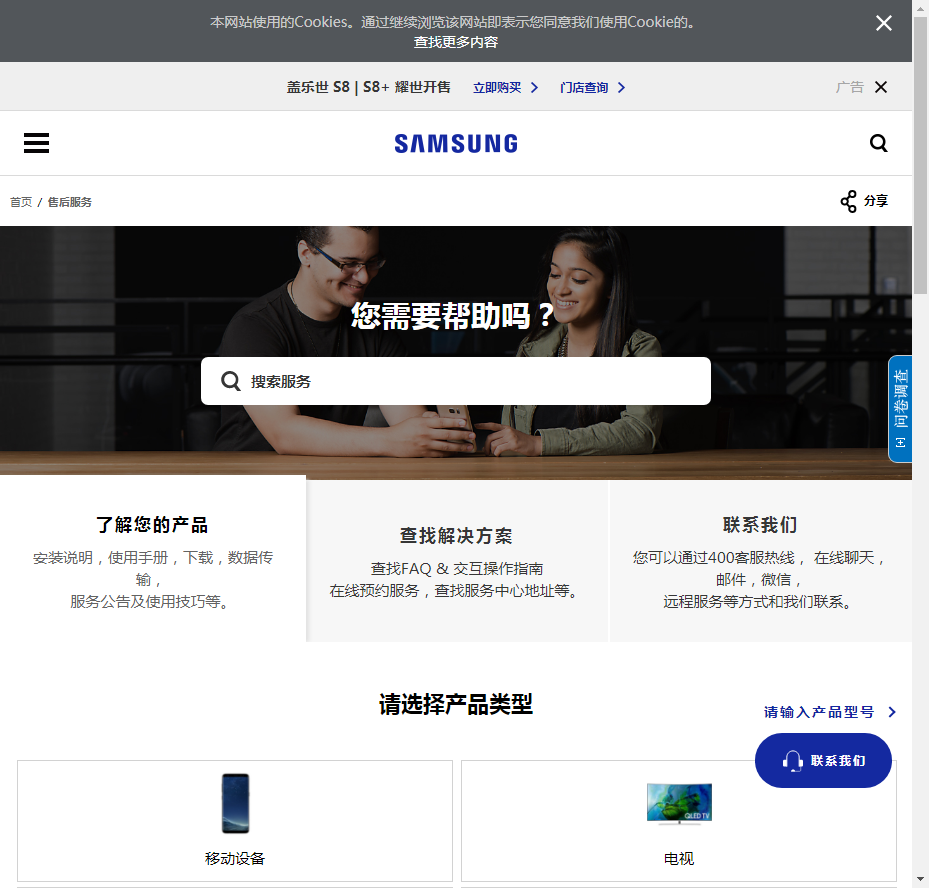 本网站使用的Cookies。通过继续浏览该网站即表示您同意我们使用Cookie的。
查找更多内容
盖乐世 S8 | S8+ 耀世开售 立即购买 门店查询 广告
SAMSUNG
首页 / 售后服务 分享
您需要帮助吗？
搜索服务
问卷调查
了解您的产品
安装说明，使用手册，下载，数据传
输，
服务公告及使用技巧等。
查找解决方案
查找FAQ & 交互操作指南
在线预约服务，查找服务中心地址等。
联系我们
您可以通过400客服热线， 在线聊天，
邮件，微信，
远程服务等方式和我们联系。
请选择产品类型
请输入产品型号
联系我们
QLED TV
移动设备
电视